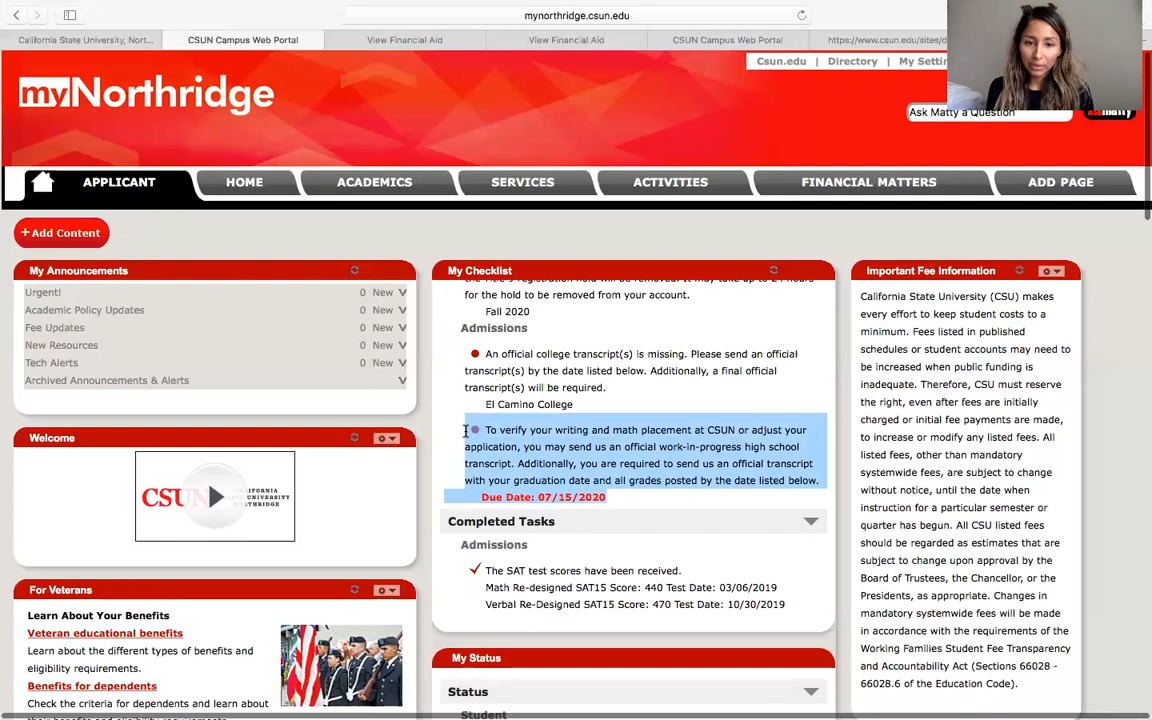 mynorthridge.csun.edu
California State University, Nort...
CSUN Campus Web Portal
View Financial Aid
View Financial Aid
CSUN Campus Web Portal
https://www.csun.edu/sites/d
Csun.edu | Directory | My Settin
myNorthridge
Ask Matty a Question
APPLICANT
HOME
ACADEMICS
SERVICES
ACTIVITIES
FINANCIAL MATTERS
ADD PAGE
+ Add Content
My Announcements
Urgent! 0 New
Academic Policy Updates 0 New
Fee Updates 0 New
New Resources 0 New
Tech Alerts 0 New
Archived Announcements & Alerts
Welcome
CSUN CALIFORNIA STATE UNIVERSITY NORTHRIDGE
For Veterans
Learn About Your Benefits
Veteran educational benefits
Learn about the different types of benefits and
eligibility requirements.
Benefits for dependents
Check the criteria for dependents and learn about
My Checklist
for the hold to be removed from your account.
Fall 2020
Admissions
An official college transcript(s) is missing. Please send an official
transcript(s) by the date listed below. Additionally, a final official
transcript(s) will be required.
El Camino College
To verify your writing and math placement at CSUN or adjust your
application, you may send us an official work-in-progress high school
transcript. Additionally, you are required to send us an official transcript
with your graduation date and all grades posted by the date listed below.
Due Date: 07/15/2020
Completed Tasks
Admissions
The SAT test scores have been received.
Math Re-designed SAT15 Score: 440 Test Date: 03/06/2019
Verbal Re-Designed SAT15 Score: 470 Test Date: 10/30/2019
My Status
Status
Student
Important Fee Information
California State University (CSU) makes
every effort to keep student costs to a
minimum. Fees listed in published
schedules or student accounts may need to
be increased when public funding is
inadequate. Therefore, CSU must reserve
the right, even after fees are initially
charged or initial fee payments are made,
to increase or modify any listed fees. All
listed fees, other than mandatory
systemwide fees, are subject to change
without notice, until the date when
instruction for a particular semester or
quarter has begun. All CSU listed fees
should be regarded as estimates that are
subject to change upon approval by the
Board of Trustees, the Chancellor, or the
Presidents, as appropriate. Changes in
mandatory systemwide fees will be made
in accordance with the requirements of the
Working Families Student Fee Transparency
and Accountability Act (Sections 66028 -
66028.6 of the Education Code).